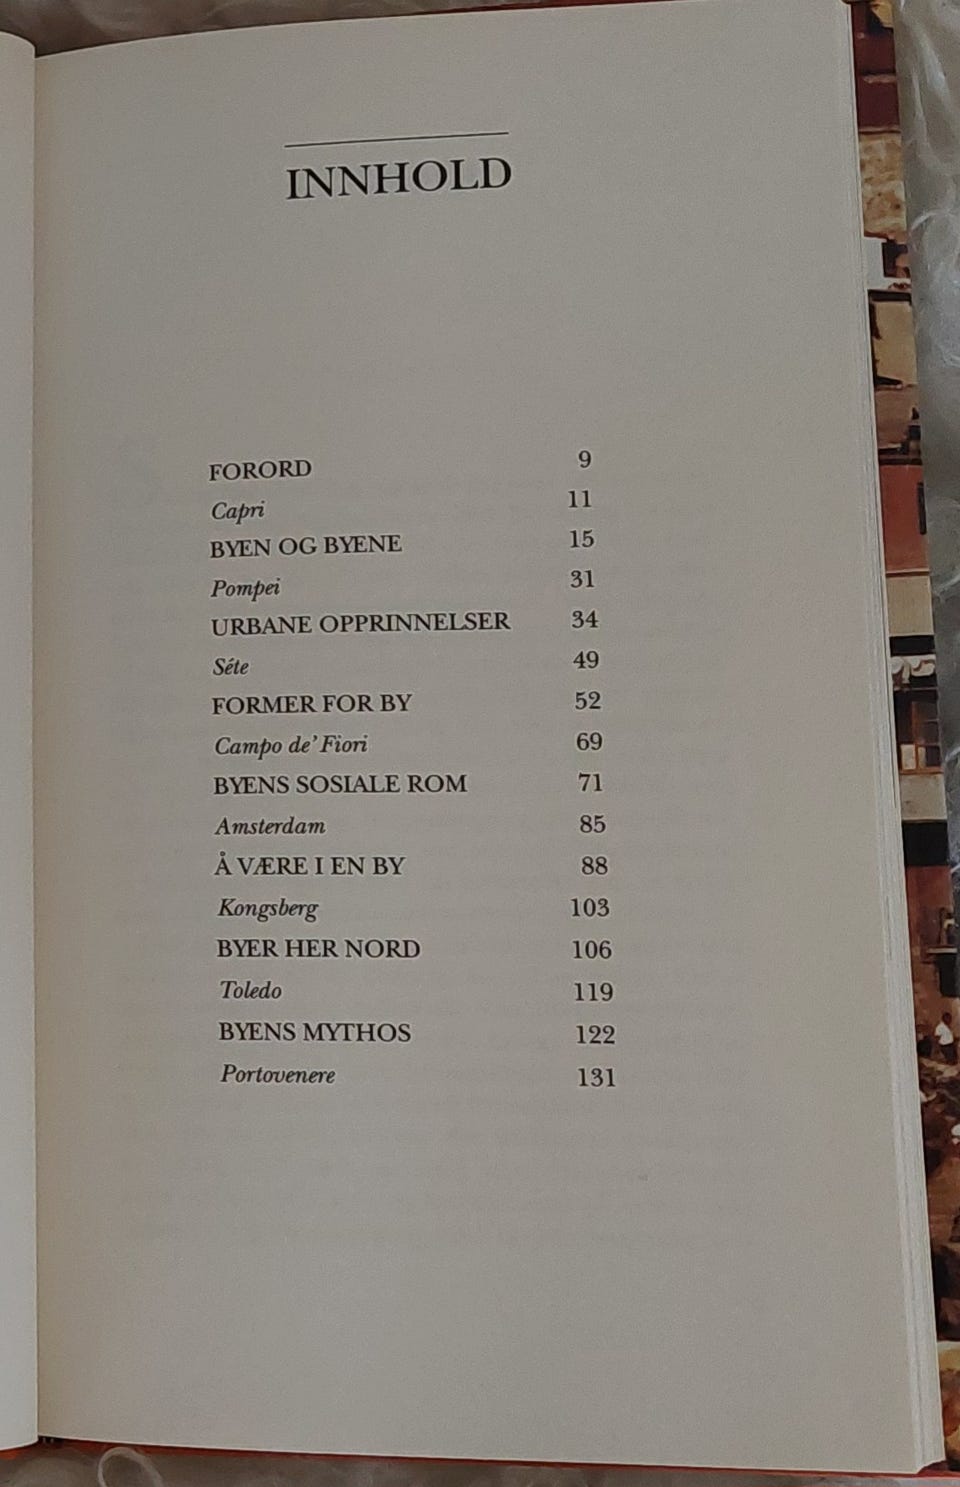 INNHOLD
FORORD 9
Capri 11
BYEN OG BYENE 15
Pompei 31
URBANE OPPRINNELSER 34
Séte 49
FORMER FOR BY 52
Campo de' Fiori 69
BYENS SOSIALE ROM 71
Amsterdam 85
Å VÆRE I EN BY 88
Kongsberg 103
BYER HER NORD 106
Toledo 119
BYENS MYTHOS 122
Portovenere 131